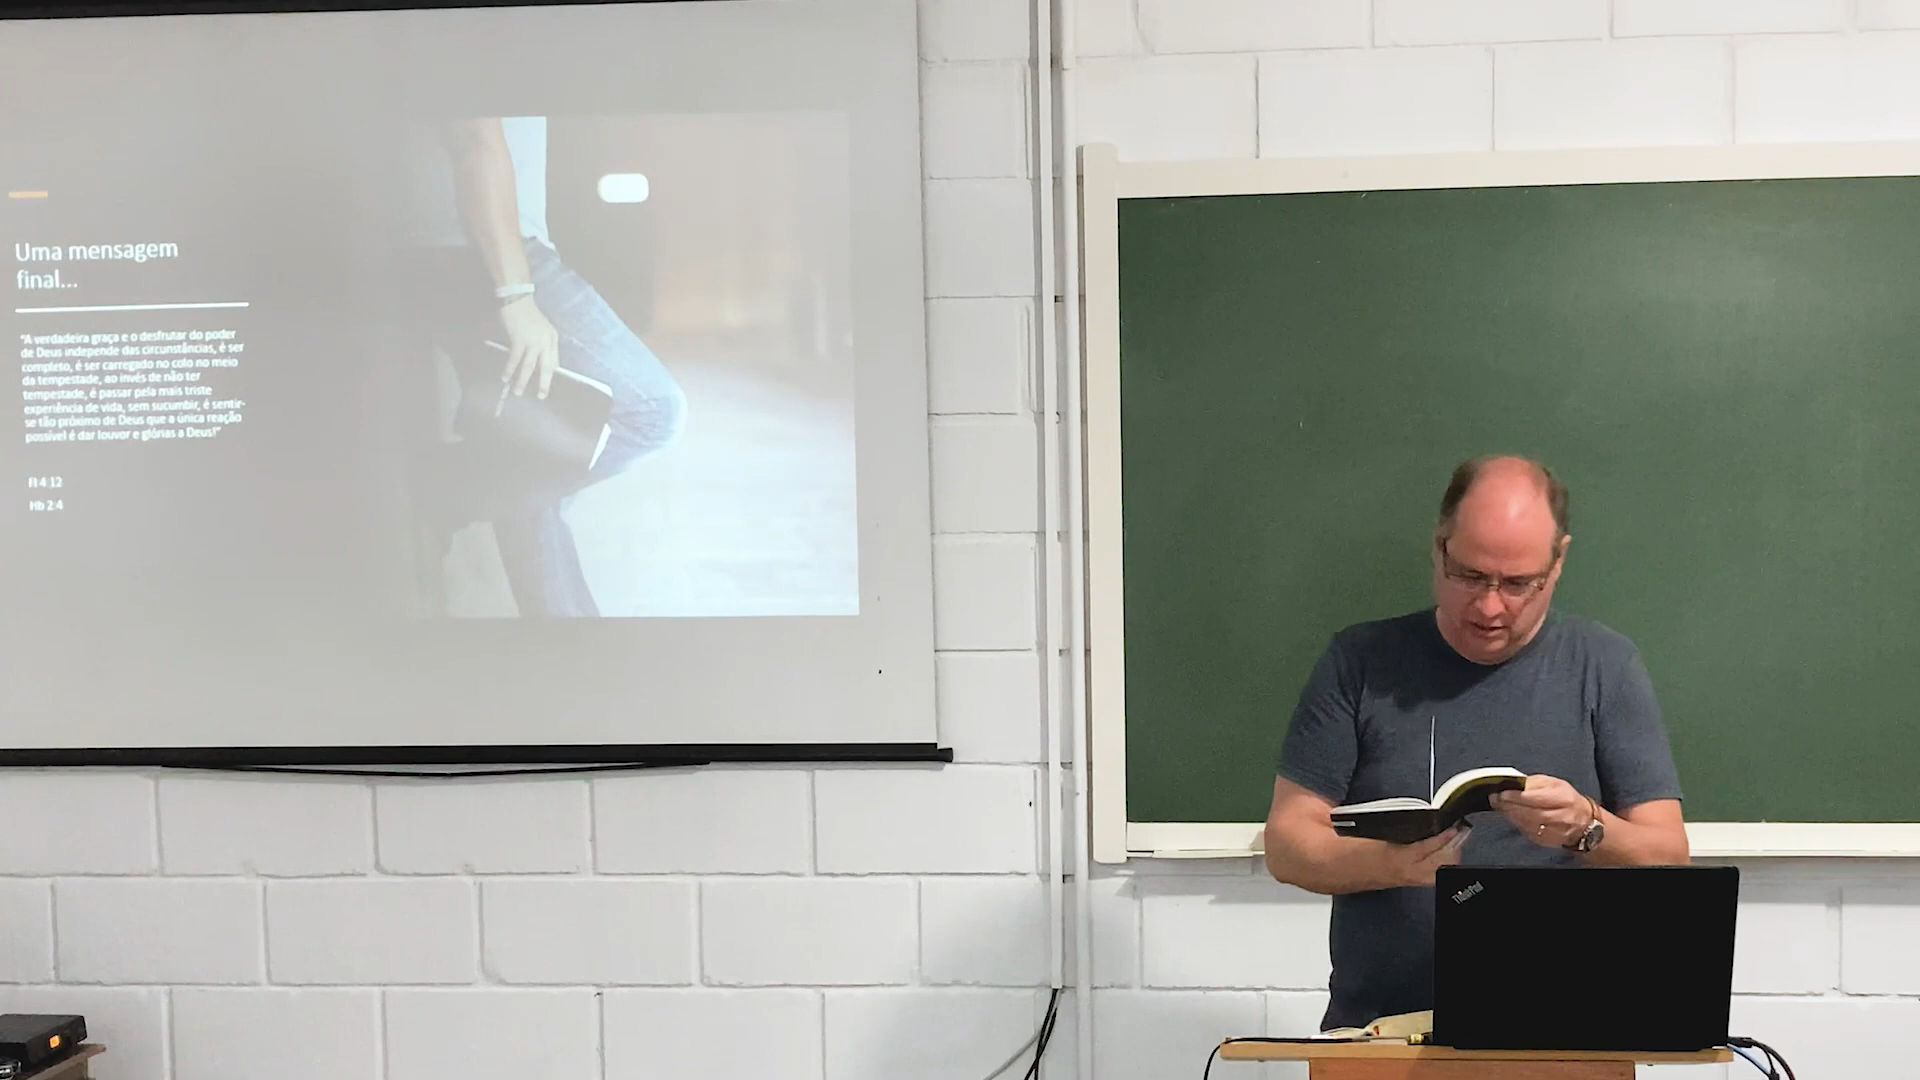 Uma mensagem
final...
"A verdadeira graça e o desfrutar do poder
de Deus independe das circunstâncias, é ser
completo, é ser carregado no colo no meio
da tempestade, ao invés de não ter
tempestade, é passar pela mais triste
experiência de vida, sem sucumbir, é sentir-
se tão próximo de Deus que a única reação
possível é dar louvor e glórias a Deus!"
Fl 4:12
Hb 2:4
ThinkPad